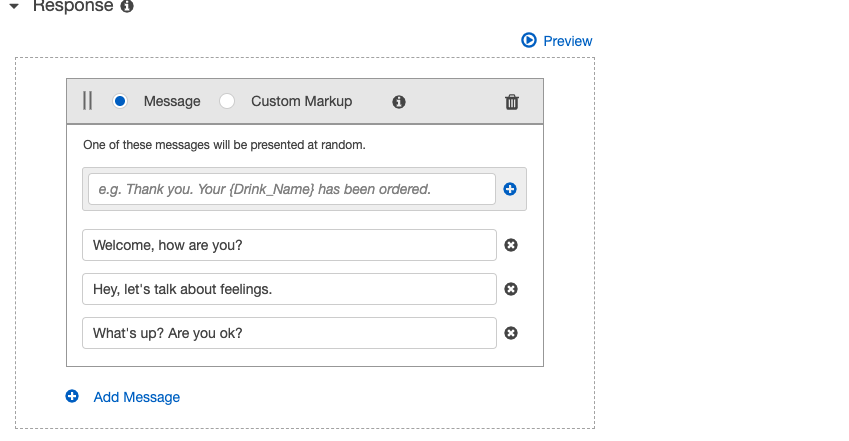 Response
Preview
Message Custom Markup
One of these messages will be presented at random.
e.g. Thank you. Your {Drink_Name} has been ordered.
Welcome, how are you?
Hey, let's talk about feelings.
What's up? Are you ok?
Add Message